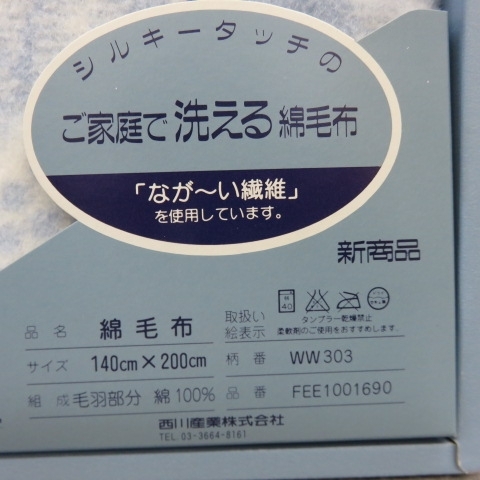 シルキータッチの
ご家庭で洗える綿毛布
「なが〜い繊維」
を使用しています。
新商品
品名 綿毛布
サイズ 140cm×200cm
組成 毛羽部分 綿100%
取扱い
絵表示
40
タンブラー乾燥禁止
柔軟剤のご使用をおすすめします.
柄番 WW303
品番 FEE1001690
西川産業株式会社
TEL.03-3664-8161